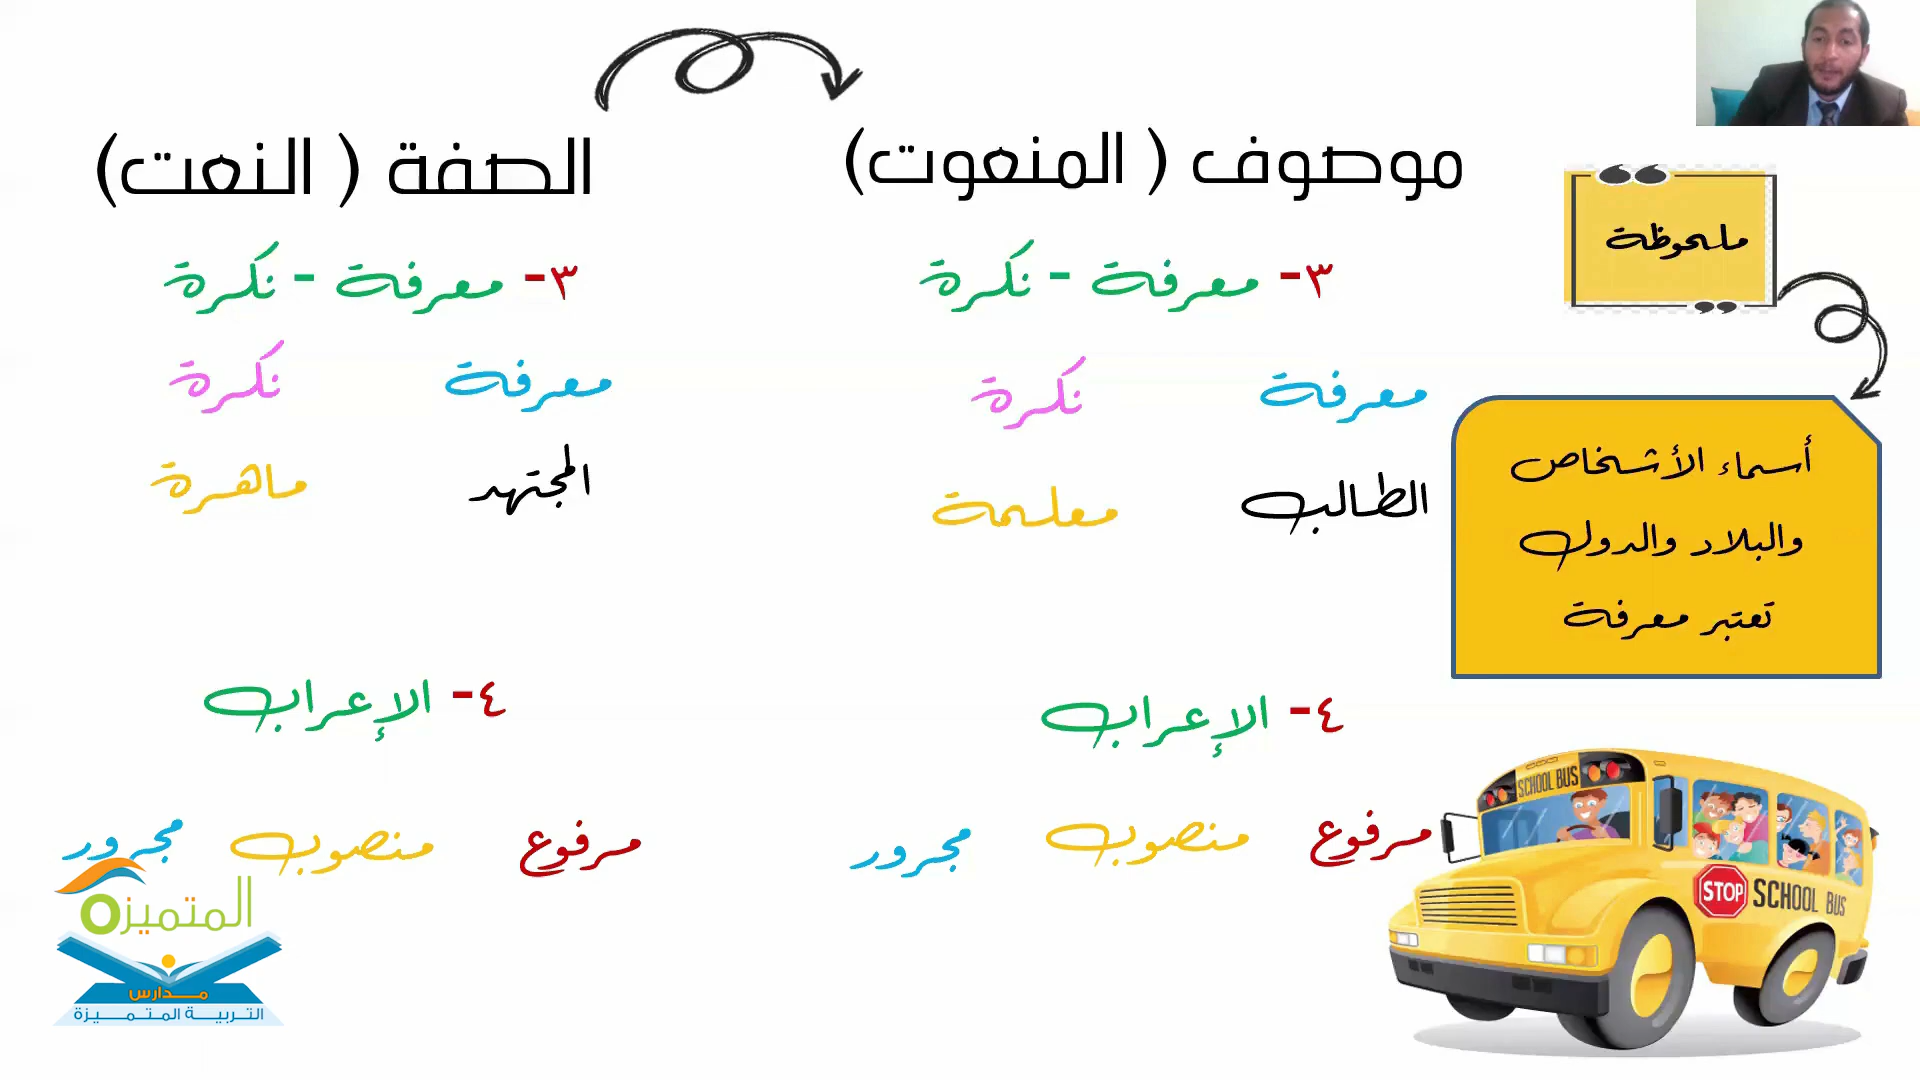 موصوف ( المنعوت)
الصفة ( النعت)
ملحوظة
٣- معرفة - نكرة
٣- معرفة - نكرة
معرفة نكرة
معرفة نكرة
الطالب معلمة
المجتهد ماهرة
أسماء الأشخاص
والبلاد والدول
تعتبر معرفة
٤- الإعراب
٤- الإعراب
مرفوع منصوب مجرور
مرفوع منصوب مجرور
SCHOOL BUS
STOP SCHOOL BUS
المتميزة
مدارس
التربية المتميزة